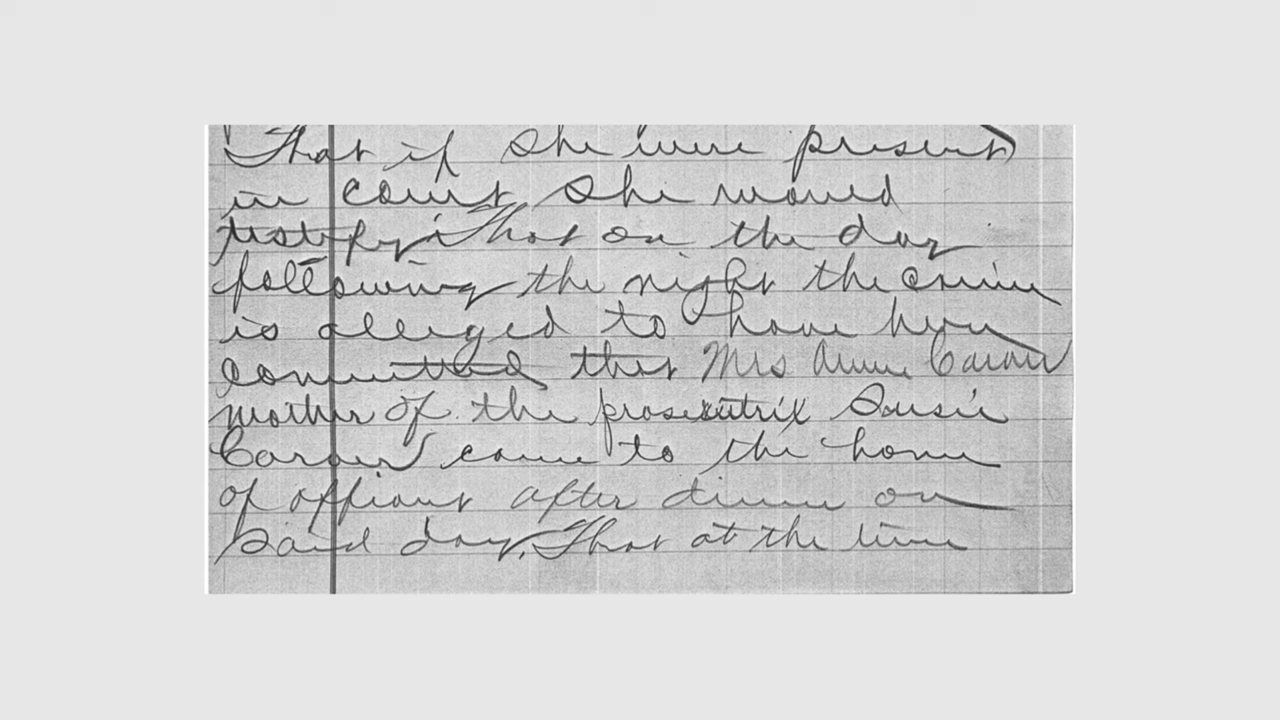 That if She were present
in court She would
testify: That on the day
following the night the crime
is alleged to have been
committed that Mrs Annie Carver
mother of the prosecutrix Susie
Carver came to the home
of affiant after dinner on
said day, That at the time